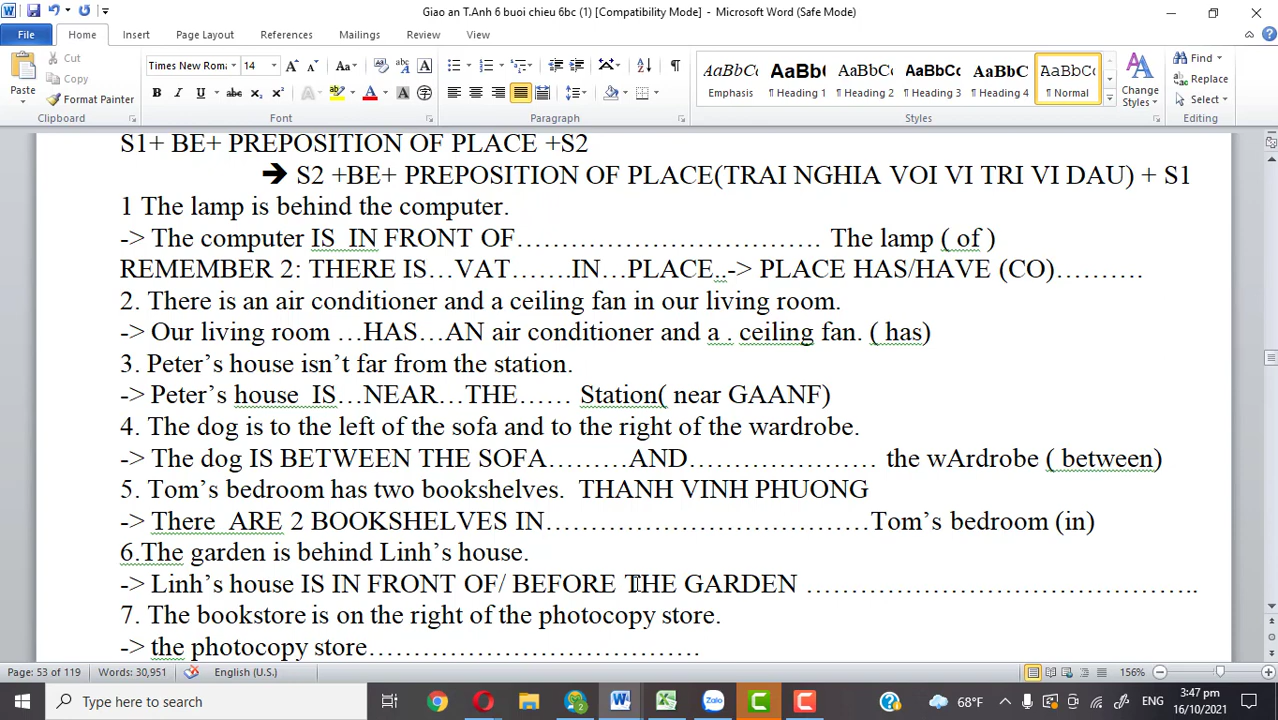 Giao an T.Anh 6 buoi chieu 6bc (1) [Compatibility Mode] - Microsoft Word (Safe Mode)
File Home Insert Page Layout References Mailings Review View
Cut
Copy
Format Painter
Paste
Clipboard
Times New Roma 14
Font
Paragraph
AaBbC AaBbC AaBbCc AaBbCc AaBbC AaBbCc
Emphasis Heading 1 Heading 2 Heading 3 Heading 4 Normal
Change Styles
Styles
Find
Replace
Select
Editing
S1+ BE+ PREPOSITION OF PLACE +S2
➔ S2 +BE+ PREPOSITION OF PLACE(TRAI NGHIA VOI VI TRI VI DAU) + S1
1 The lamp is behind the computer.
-> The computer IS IN FRONT OF…………………………… The lamp ( of )
REMEMBER 2: THERE IS…VAT…….IN…PLACE..-> PLACE HAS/HAVE (CO)……….
2. There is an air conditioner and a ceiling fan in our living room.
-> Our living room …HAS…AN air conditioner and a . ceiling fan. ( has)
3. Peter’s house isn’t far from the station.
-> Peter’s house IS…NEAR…THE…… Station( near GAANF)
4. The dog is to the left of the sofa and to the right of the wardrobe.
-> The dog IS BETWEEN THE SOFA………AND………………… the wArdrobe ( between)
5. Tom’s bedroom has two bookshelves. THANH VINH PHUONG
-> There ARE 2 BOOKSHELVES IN………………………………Tom’s bedroom (in)
6.The garden is behind Linh’s house.
-> Linh’s house IS IN FRONT OF/ BEFORE THE GARDEN …………………………………..
7. The bookstore is on the right of the photocopy store.
-> the photocopy store……………………………….
Page: 53 of 119 Words: 30,951 English (U.S.) 156%
Type here to search
68°F ENG
3:47 pm
16/10/2021